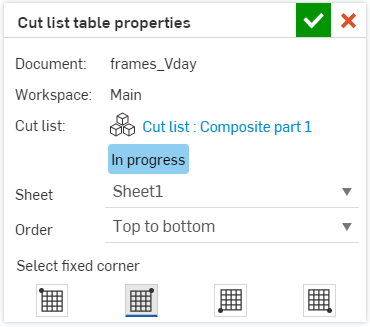 Cut list table properties
Document: frames_Vday
Workspace: Main
Cut list: Cut list : Composite part 1
In progress
Sheet Sheet1
Order Top to bottom
Select fixed corner